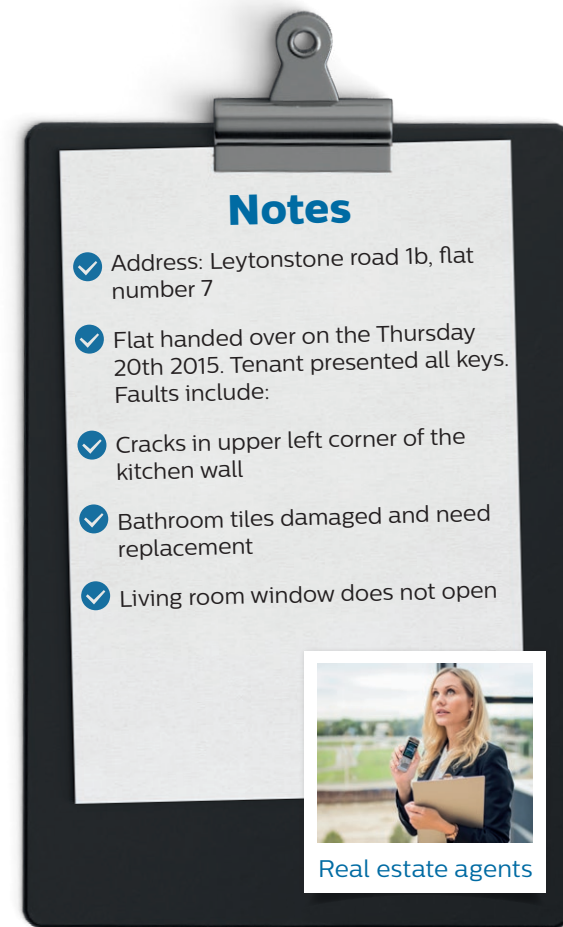 Notes
Address: Leytonstone road 1b, flat
number 7
Flat handed over on the Thursday
20th 2015. Tenant presented all keys.
Faults include:
Cracks in upper left corner of the
kitchen wall
Bathroom tiles damaged and need
replacement
Living room window does not open
Real estate agents